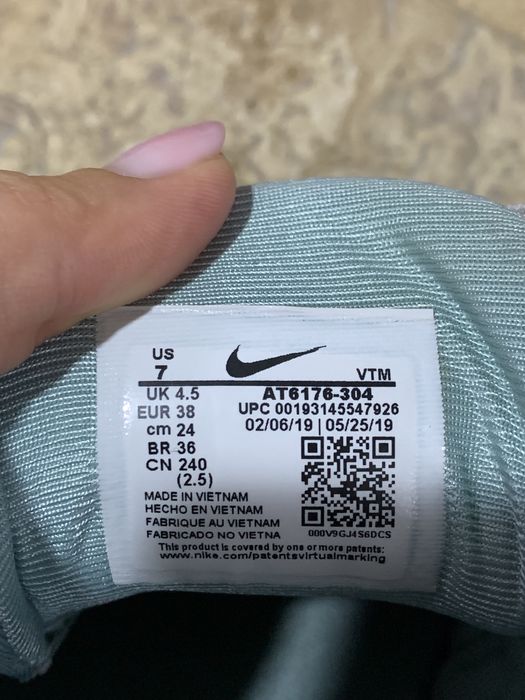 US
7
VTM
UK 4.5
EUR 38
cm 24
BR 36
CN 240
(2.5)
AT6176-304
UPC 00193145547926
02/06/19 | 05/25/19
000V9GJ4S6DCS
MADE IN VIETNAM
HECHO EN VIETNAM
FABRIQUE AU VIETNAM
FABRICADO NO VIETNA
This product is covered by one or more patents:
www.nike.com/patentsvirtualmarking